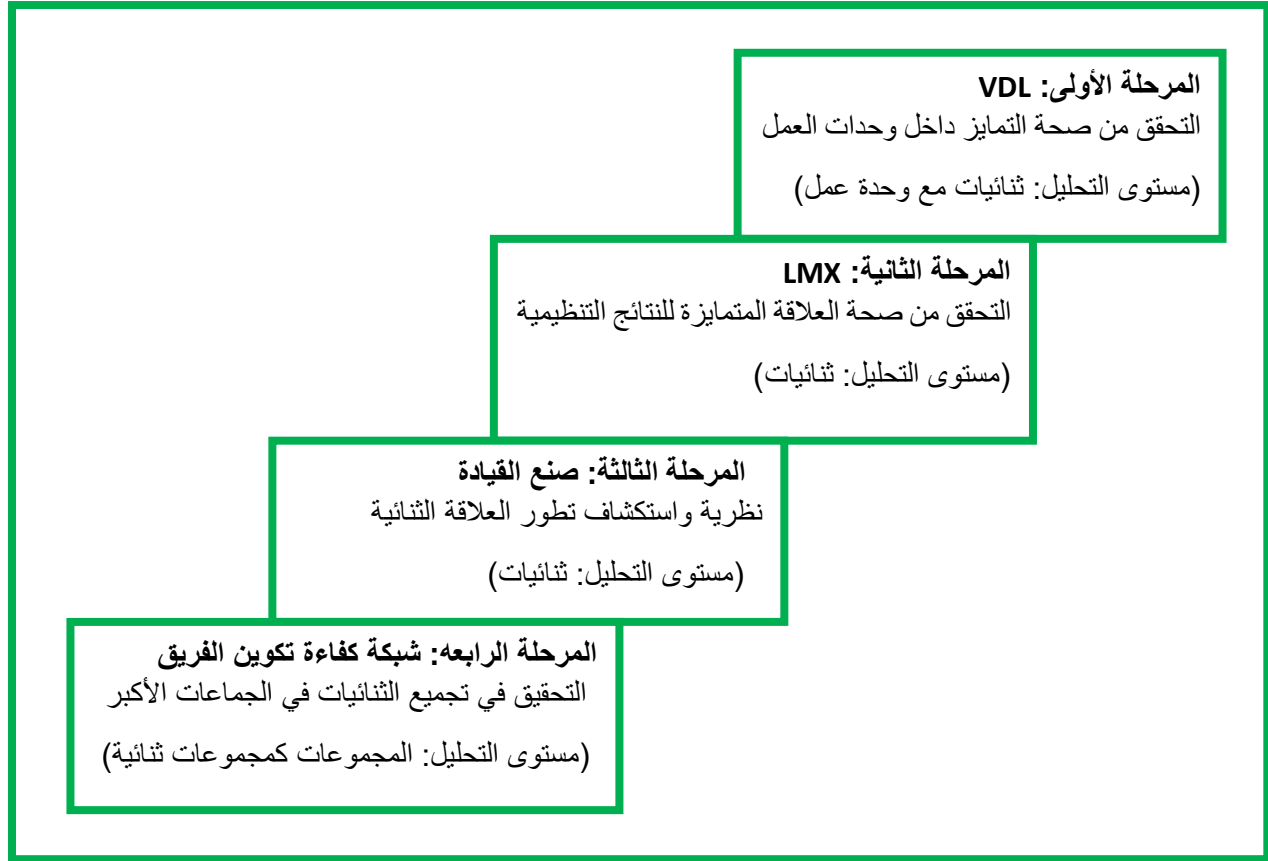 المرحلة الأولى: VDL
التحقق من صحة التمايز داخل وحدات العمل
(مستوى التحليل: ثنائيات مع وحدة عمل)
المرحلة الثانية: LMX
التحقق من صحة العلاقة المتمايزة للنتائج التنظيمية
(مستوى التحليل: ثنائيات)
المرحلة الثالثة: صنع القيادة
نظرية واستكشاف تطور العلاقة الثنائية
(مستوى التحليل: ثنائيات)
المرحلة الرابعه: شبكة كفاءة تكوين الفريق
التحقيق في تجميع الثنائيات في الجماعات الأكبر
(مستوى التحليل: المجموعات كمجموعات ثنائية)